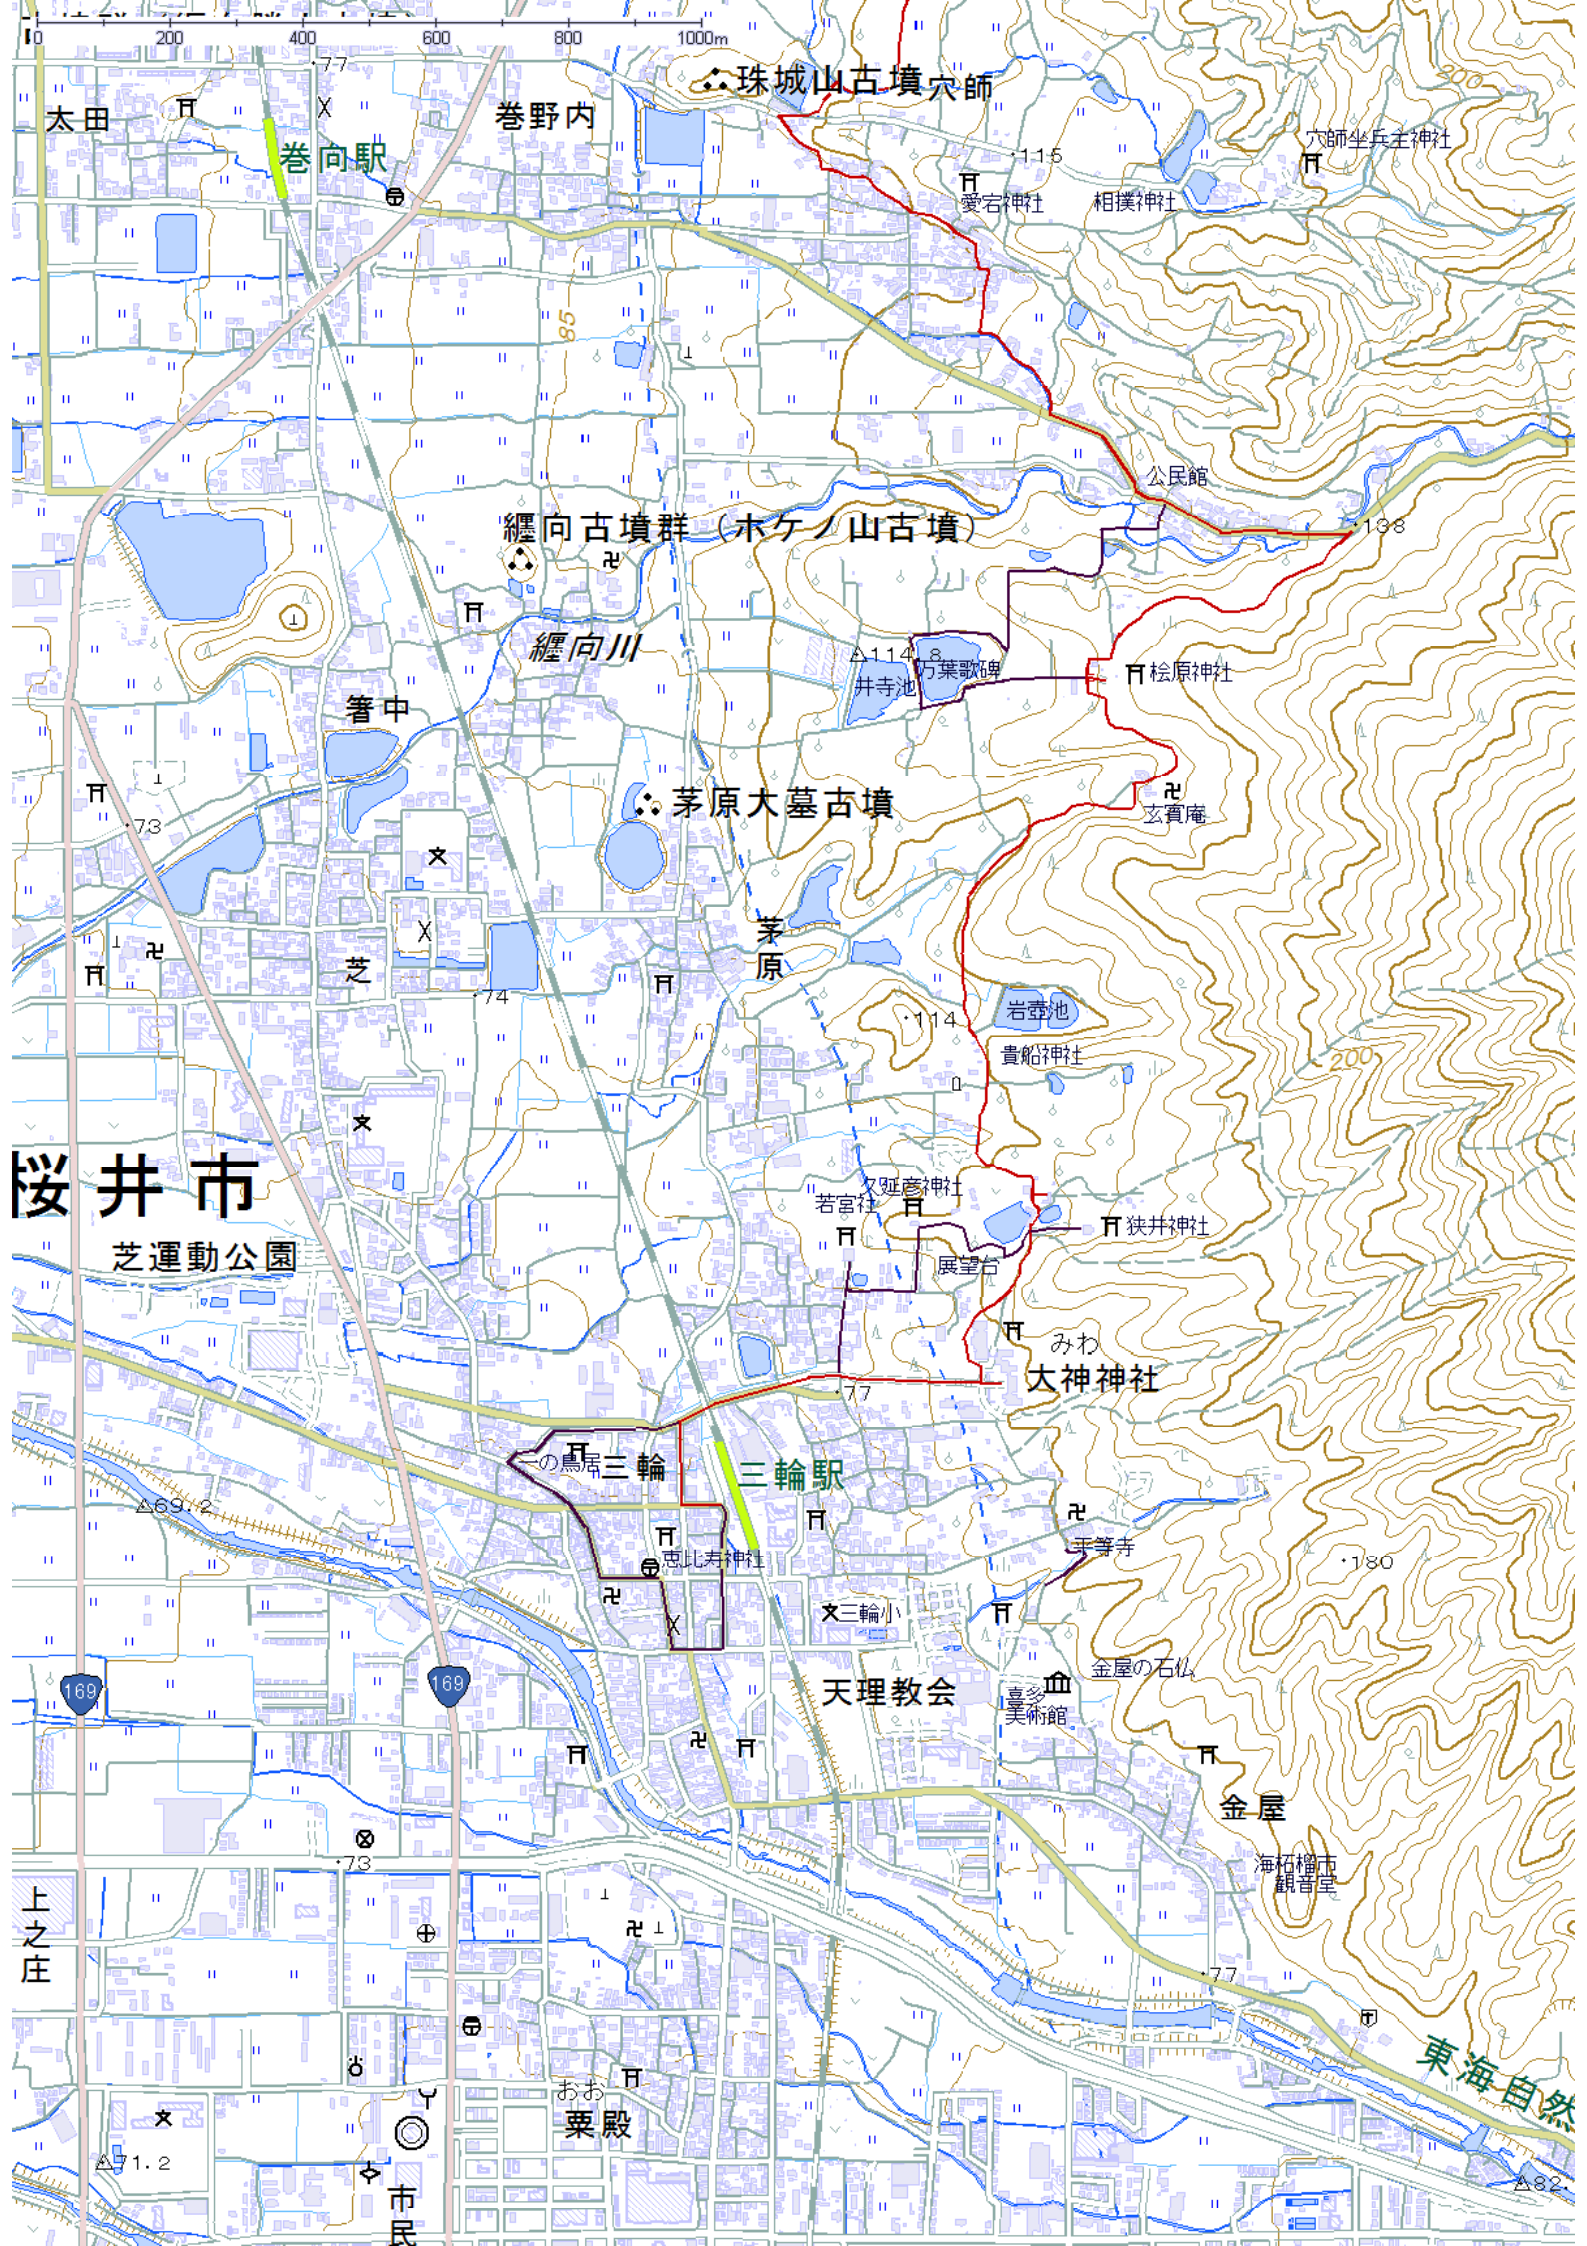 0 200 400 600 800 1000m
77
珠城山古墳
穴師
200
太田
巻野内
穴師坐兵主神社
巻向駅
115
愛宕神社
相撲神社
85
公民館
纒向古墳群（ホケノ山古墳）
138
纒向川
114.8
万葉歌碑
井寺池
桧原神社
箸中
茅原大墓古墳
玄賓庵
73
茅原
芝
74
岩壺池
114
貴船神社
200
桜井市
久延彦神社
若宮社
狭井神社
芝運動公園
展望台
みわ
大神神社
77
一の鳥居
三輪
三輪駅
69.2
恵比寿神社
平等寺
180
三輪小
169
169
天理教会
金屋の石仏
喜多
美術館
金屋
73
海柘榴市
観音堂
上之庄
77
東海自然
おお
粟殿
71.2
82.
市民